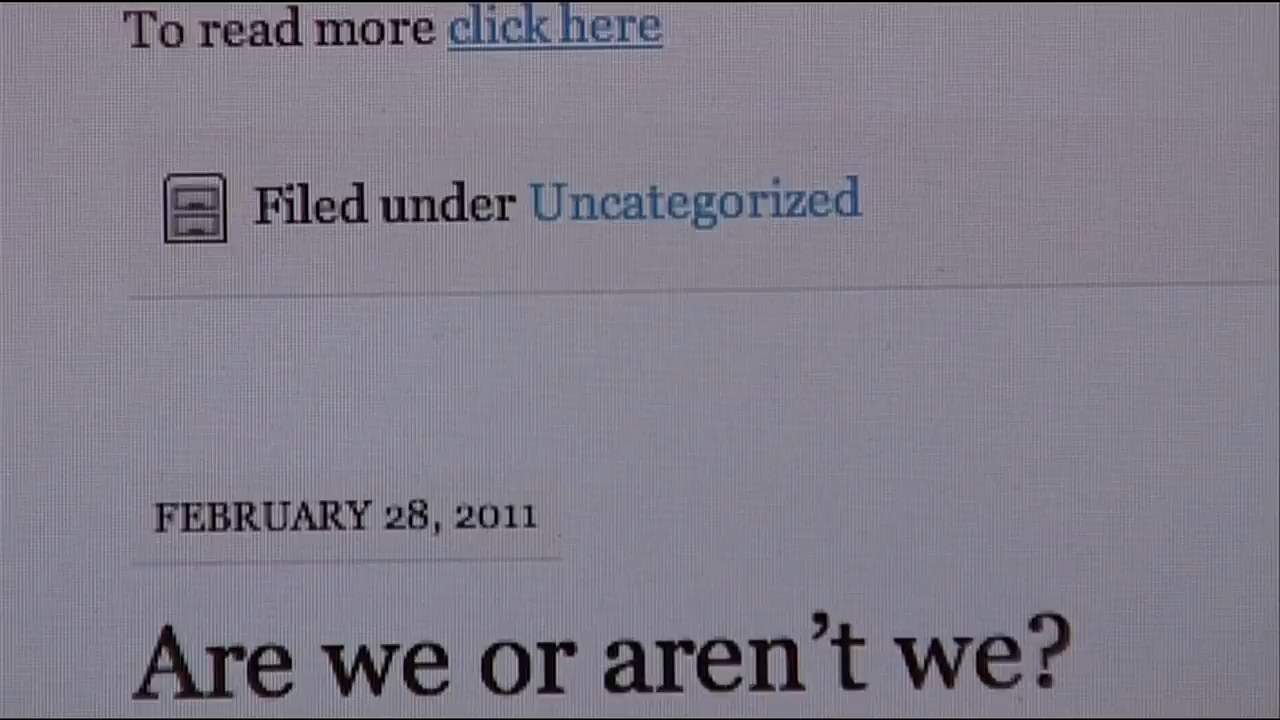 To read more click here
Filed under Uncategorized
FEBRUARY 28, 2011
Are we or aren't we?